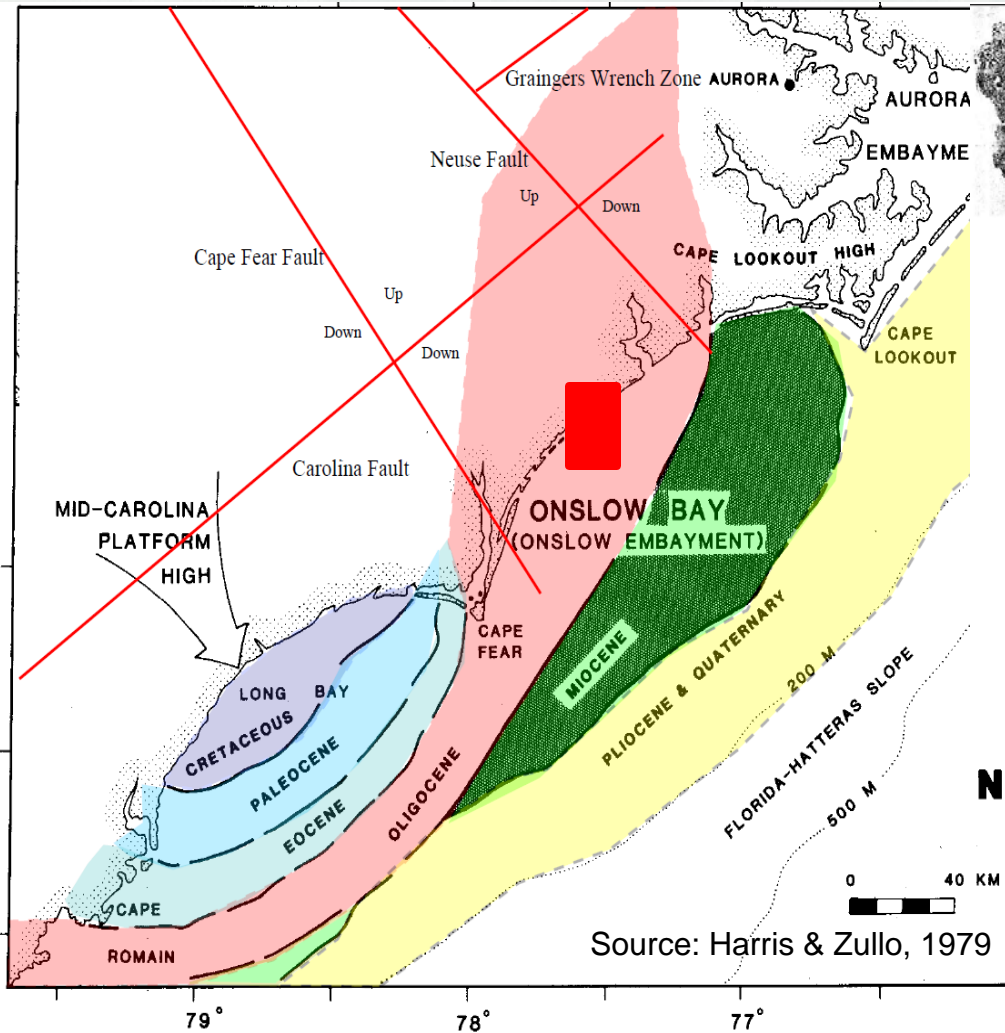 Graingers Wrench Zone
AURORA
AURORA
EMBAYME
Neuse Fault
Up
Down
CAPE LOOKOUT HIGH
Cape Fear Fault
Up
Down
Down
CAPE
LOOKOUT
Carolina Fault
MID-CAROLINA
PLATFORM
HIGH
ONSLOW BAY
(ONSLOW EMBAYMENT)
CAPE
FEAR
MIOCENE
PLIOCENE & QUATERNARY
200 M
FLORIDA-HATTERAS SLOPE
500 M
LONG BAY
CRETACEOUS
PALEOCENE
EOCENE
OLIGOCENE
CAPE
ROMAIN
N
0 40 KM
Source: Harris & Zullo, 1979
79° 78° 77°